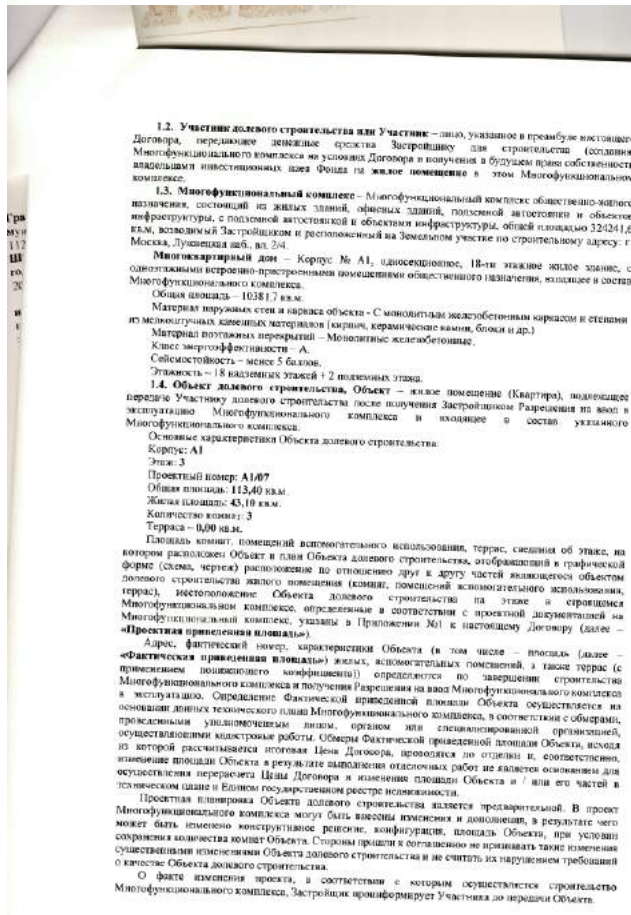 1.2. Участник долевого строительства или Участник – лицо, указанное в преамбуле настоящего
Договора, передающее денежные средства Застройщику для строительства (создания)
Многофункционального комплекса на условиях Договора и получения в будущем права собственности
владельцами инвестиционных паев Фонда на жилое помещение в этом Многофункциональном
комплексе.
1.3. Многофункциональный комплекс – Многофункциональный комплекс общественно-жилого
назначения, состоящий из жилых зданий, офисных зданий, подземной автостоянки и объектов
инфраструктуры, с подземной автостоянкой и объектами инфраструктуры, общей площадью 324241,6
кв.м, возводимый Застройщиком и расположенный на Земельном участке по строительному адресу: г.
Москва, Лужнецкая наб., вл. 2/4.
Многоквартирный дом – Корпус № А1, односекционное, 18-ти этажное жилое здание, с
одноэтажными встроенно-пристроенными помещениями общественного назначения, входящее в состав
Многофункционального комплекса.
Общая площадь – 10381,7 кв.м.
Материал наружных стен и каркаса объекта - С монолитным железобетонным каркасом и стенами
из мелкоштучных каменных материалов (кирпич, керамические камни, блоки и др.)
Материал поэтажных перекрытий – Монолитные железобетонные.
Класс энергоэффективности – А.
Сейсмостойкость – менее 5 баллов.
Этажность – 18 надземных этажей + 2 подземных этажа.
1.4. Объект долевого строительства, Объект – жилое помещение (Квартира), подлежащее
передаче Участнику долевого строительства после получения Застройщиком Разрешения на ввод в
эксплуатацию Многофункционального комплекса и входящее в состав указанного
Многофункционального комплекса.
Основные характеристики Объекта долевого строительства:
Корпус: А1
Этаж: 3
Проектный номер: А1/07
Общая площадь: 113,40 кв.м.
Жилая площадь: 43,10 кв.м.
Количество комнат: 3
Терраса – 0,00 кв.м.
Площадь комнат, помещений вспомогательного использования, террас, сведения об этаже, на
котором расположен Объект и план Объекта долевого строительства, отображающий в графической
форме (схема, чертеж) расположение по отношению друг к другу частей являющегося объектом
долевого строительства жилого помещения (комнат, помещений вспомогательного использования,
террас), местоположение Объекта долевого строительства на этаже в строящемся
Многофункциональном комплексе, определенные в соответствии с проектной документацией на
Многофункциональный комплекс, указаны в Приложении №1 к настоящему Договору (далее –
«Проектная приведенная площадь»).
Адрес, фактический номер, характеристики Объекта (в том числе – площадь (далее –
«Фактическая приведенная площадь») жилых, вспомогательных помещений, а также террас (с
применением понижающего коэффициента)) определяются по завершении строительства
Многофункционального комплекса и получения Разрешения на ввод Многофункционального комплекса
в эксплуатацию. Определение Фактической приведенной площади Объекта осуществляется на
основании данных технического плана Многофункционального комплекса, в соответствии с обмерами,
проведенными уполномоченным лицом, органом или специализированной организацией,
осуществляющими кадастровые работы. Обмеры Фактической приведенной площади Объекта, исходя
из которой рассчитывается итоговая Цена Договора, проводятся до отделки и, соответственно,
изменение площади Объекта в результате выполнения отделочных работ не является основанием для
осуществления перерасчета Цены Договора и изменения площади Объекта и / или его частей в
техническом плане и Едином государственном реестре недвижимости.
Проектная планировка Объекта долевого строительства является предварительной. В проект
Многофункционального комплекса могут быть внесены изменения и дополнения, в результате чего
может быть изменено конструктивное решение, конфигурация, площадь Объекта, при условии
сохранения количества комнат Объекта. Стороны пришли к соглашению не признавать такие изменения
существенными изменениями Объекта долевого строительства и не считать их нарушением требований
о качестве Объекта долевого строительства.
О факте изменения проекта, в соответствии с которым осуществляется строительство
Многофункционального комплекса, Застройщик проинформирует Участника до передачи Объекта.